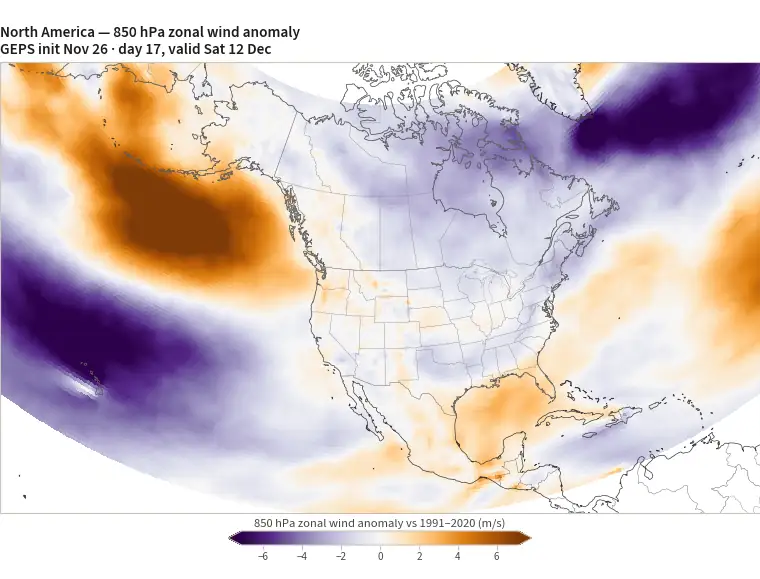 North America — 850 hPa zonal wind anomaly
GEPS init Nov 26 · day 17, valid Sat 12 Dec
850 hPa zonal wind anomaly vs 1991–2020 (m/s)
−6 −4 −2 0 2 4 6